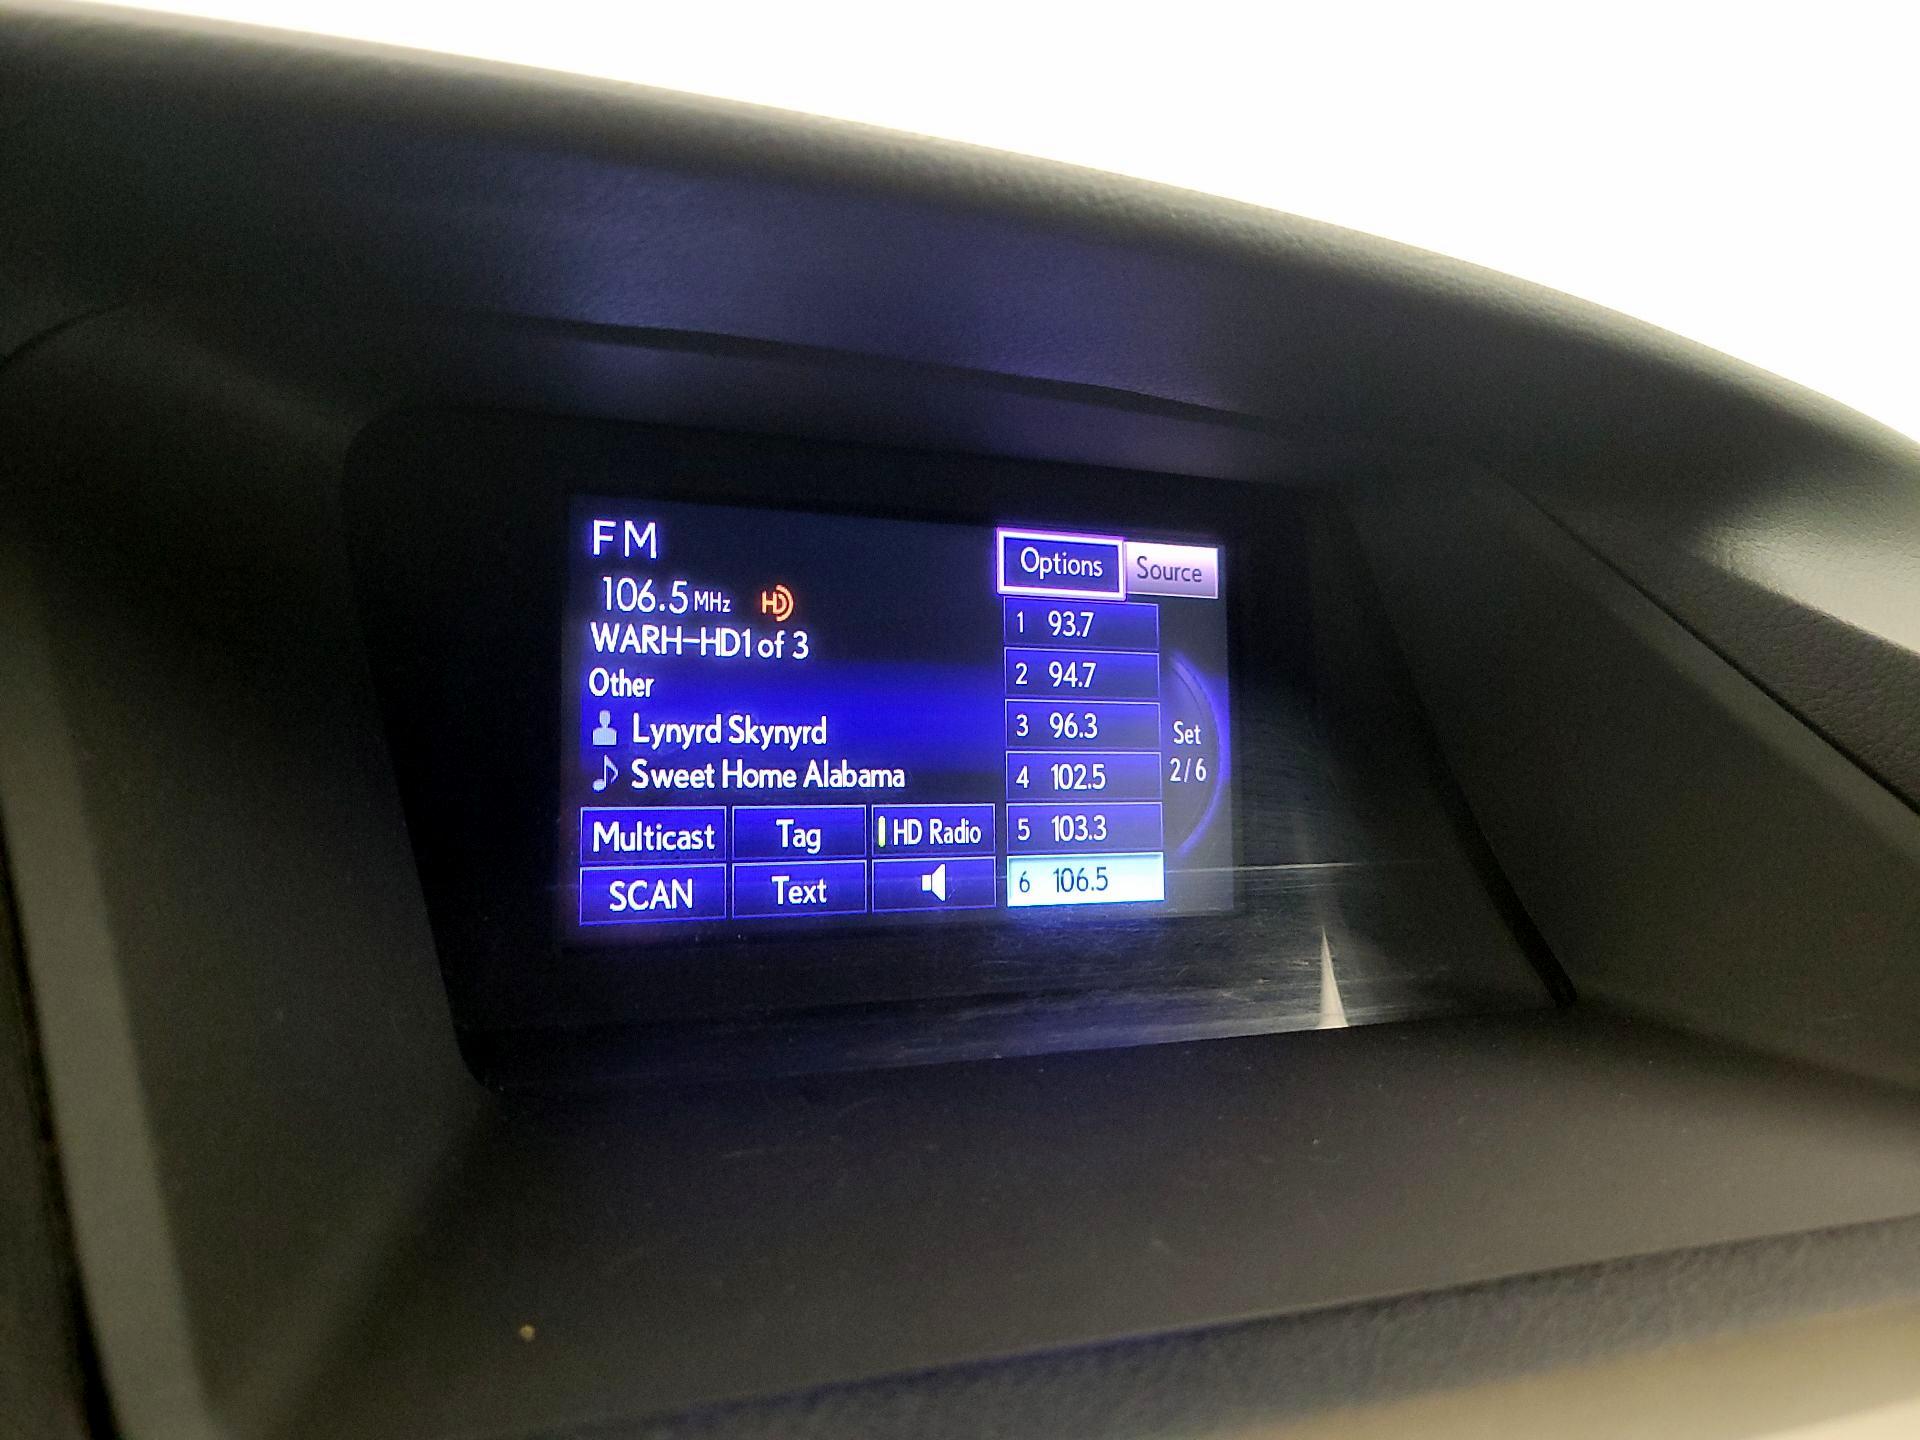 FM
106.5 MHz HD
WARH-HD1 of 3
Other
Lynyrd Skynyrd
Sweet Home Alabama
Multicast Tag HD Radio
SCAN Text
Options Source
1 93.7
2 94.7
3 96.3
4 102.5
5 103.3
6 106.5
Set
2/6